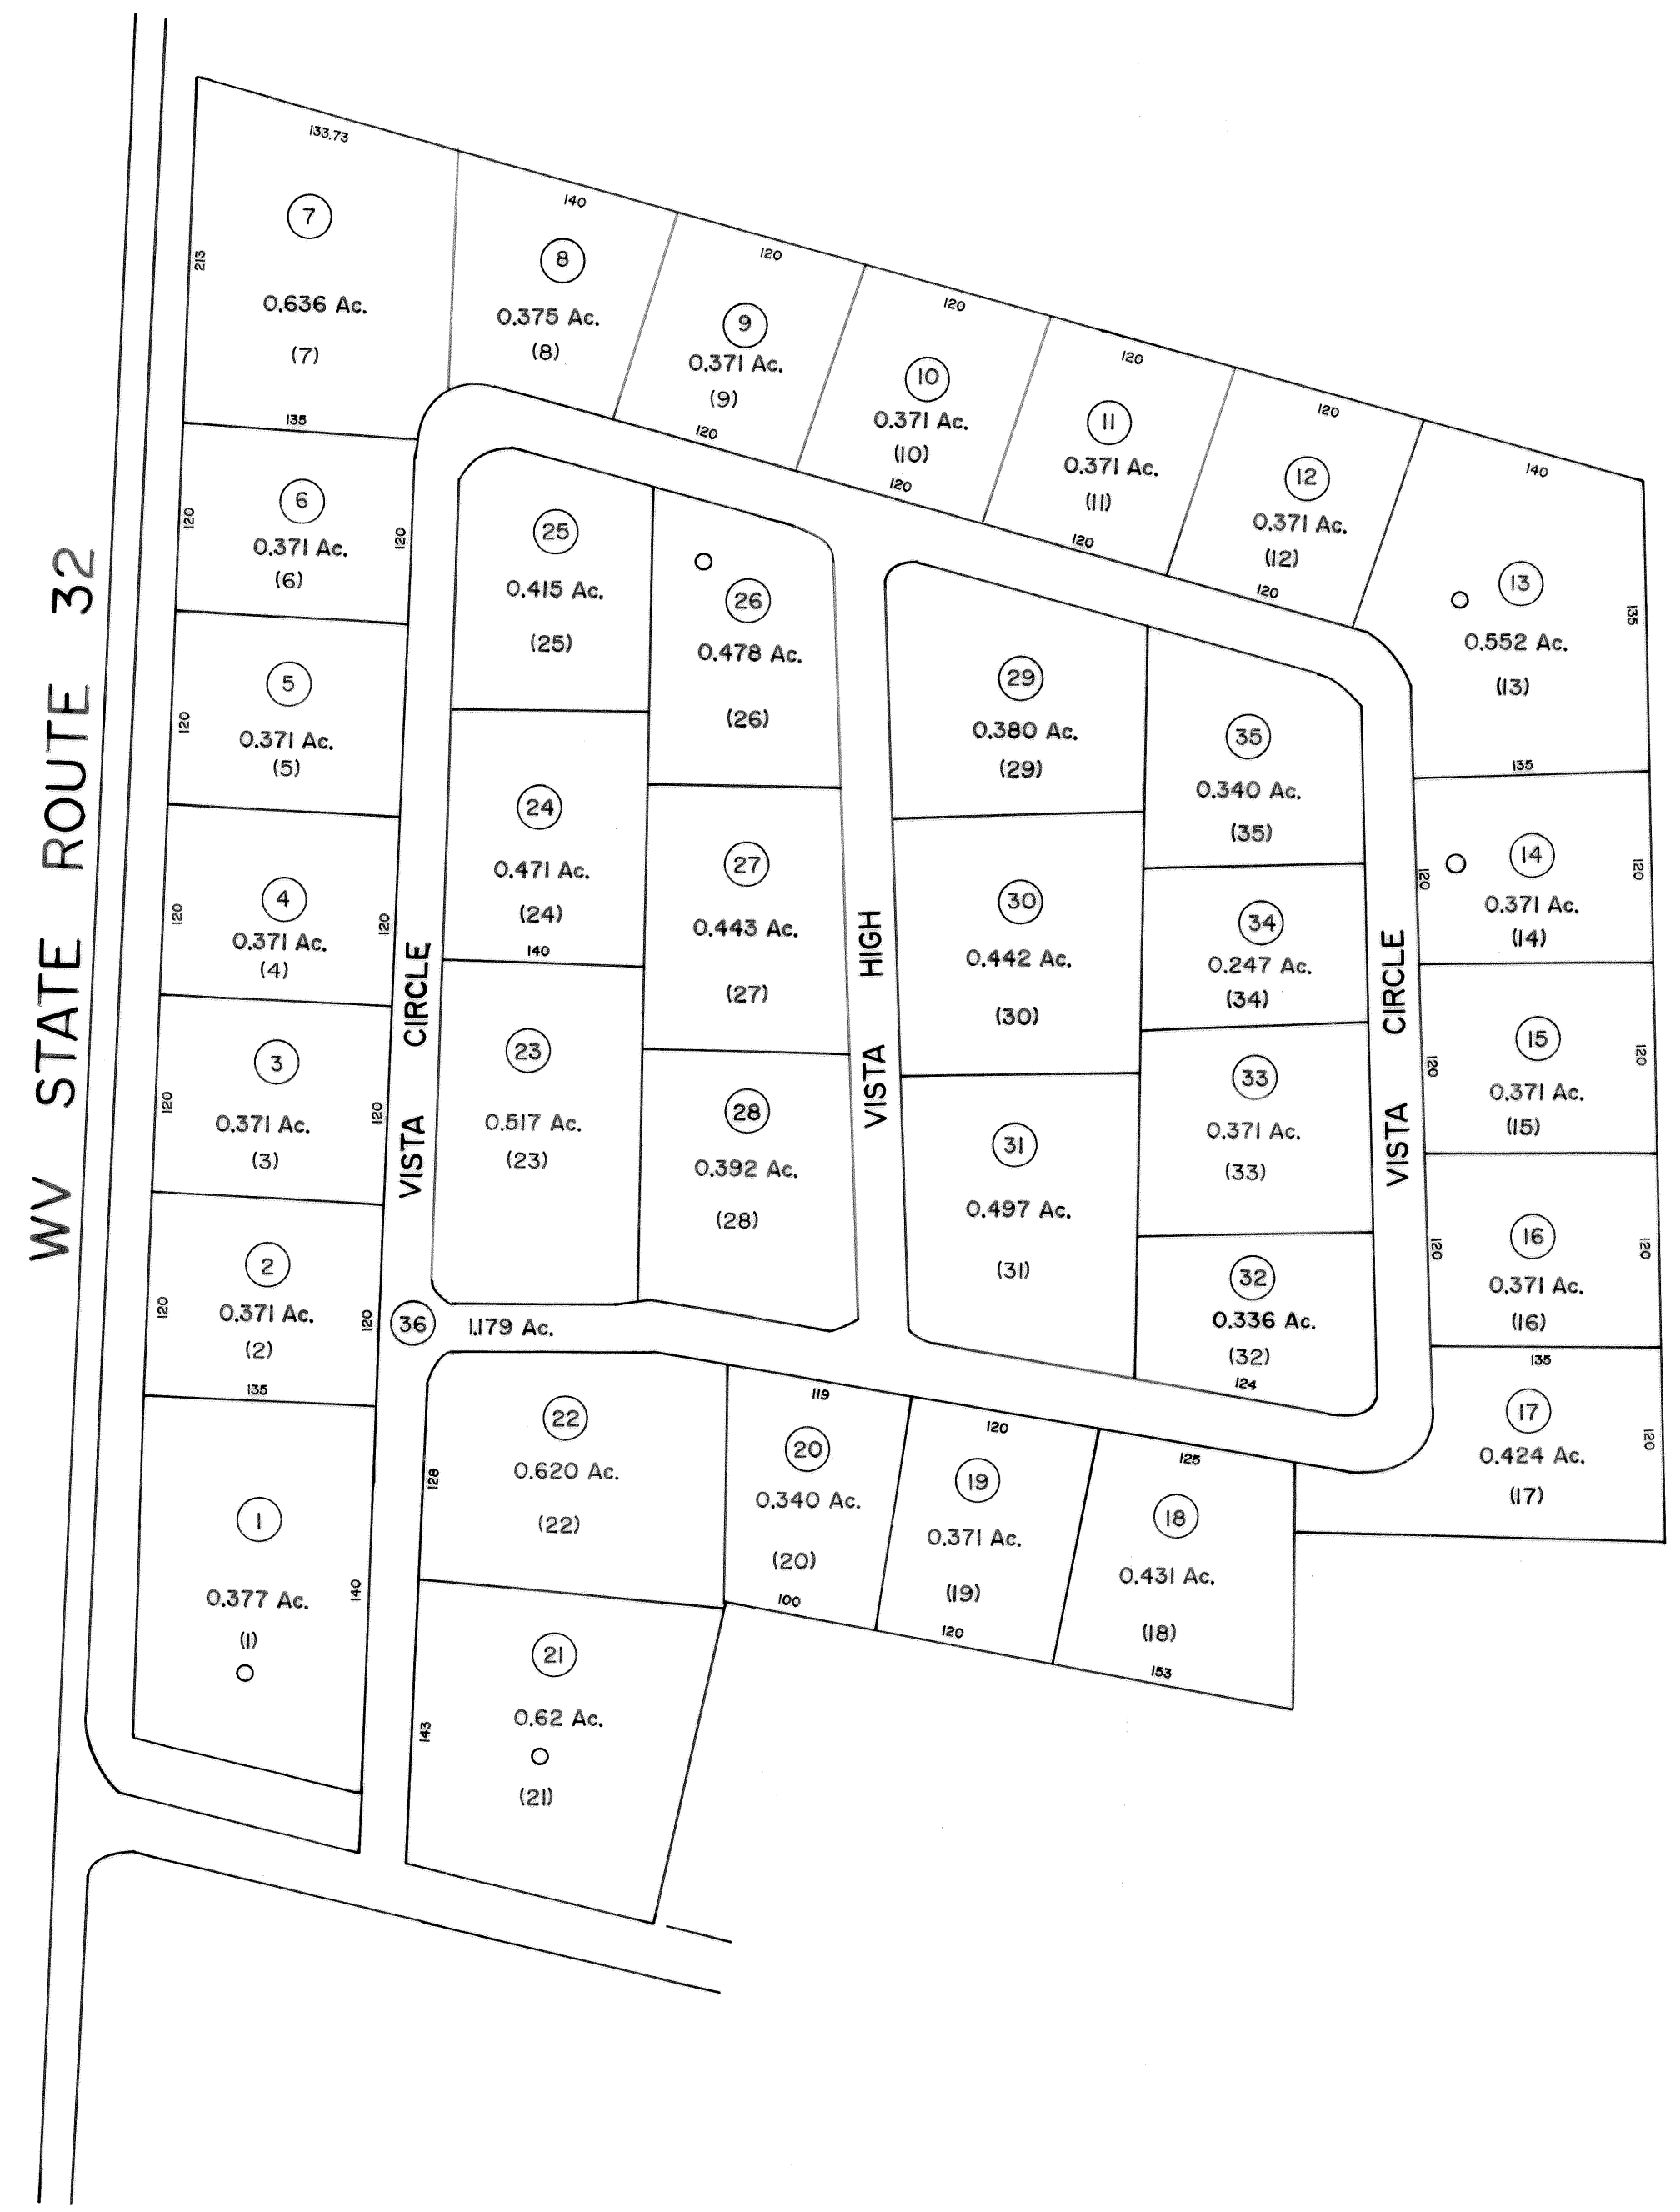 WV STATE ROUTE 32
133.73
7
213
0.636 Ac.
(7)
135
140
8
0.375 Ac.
(8)
120
9
0.371 Ac.
(9)
120
120
10
0.371 Ac.
(10)
120
120
11
0.371 Ac.
(11)
120
120
12
0.371 Ac.
(12)
120
140
13
135
0.552 Ac.
(13)
135
120
6
0.371 Ac.
(6)
120
120
5
0.371 Ac.
(5)
120
4
0.371 Ac.
(4)
120
120
3
0.371 Ac.
(3)
120
120
2
0.371 Ac.
(2)
120
135
1
0.377 Ac.
(1)
140
VISTA CIRCLE
25
0.415 Ac.
(25)
26
0.478 Ac.
(26)
24
0.471 Ac.
(24)
140
27
0.443 Ac.
(27)
23
0.517 Ac.
(23)
28
0.392 Ac.
(28)
VISTA HIGH
29
0.380 Ac.
(29)
35
0.340 Ac.
(35)
30
0.442 Ac.
(30)
34
0.247 Ac.
(34)
33
0.371 Ac.
(33)
31
0.497 Ac.
(31)
32
0.336 Ac.
(32)
124
VISTA CIRCLE
120
14
0.371 Ac.
(14)
120
120
15
0.371 Ac.
(15)
120
120
16
0.371 Ac.
(16)
120
135
17
0.424 Ac.
(17)
120
36
1.179 Ac.
22
0.620 Ac.
(22)
128
119
20
0.340 Ac.
(20)
100
120
19
0.371 Ac.
(19)
120
125
18
0.431 Ac.
(18)
153
21
0.62 Ac.
(21)
143